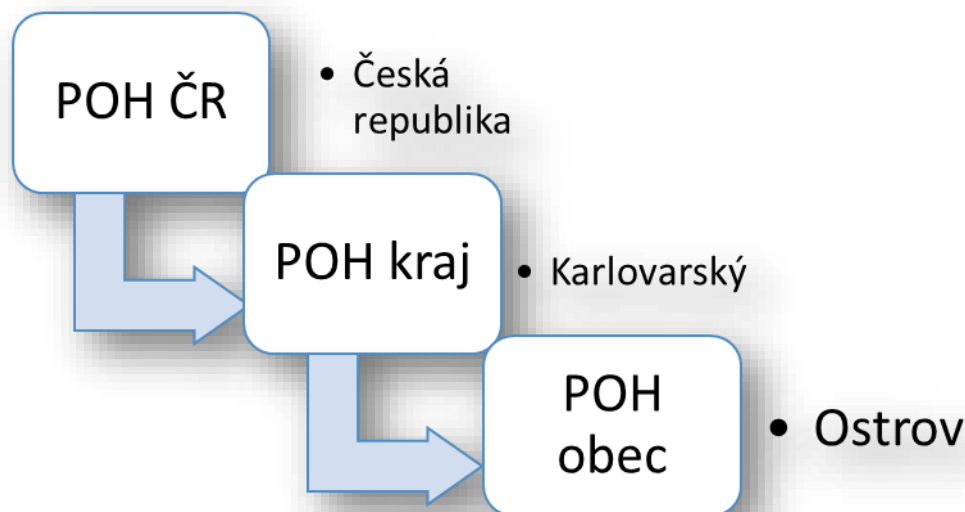 POH ČR
• Česká
republika
POH kraj
• Karlovarský
POH
obec
• Ostrov